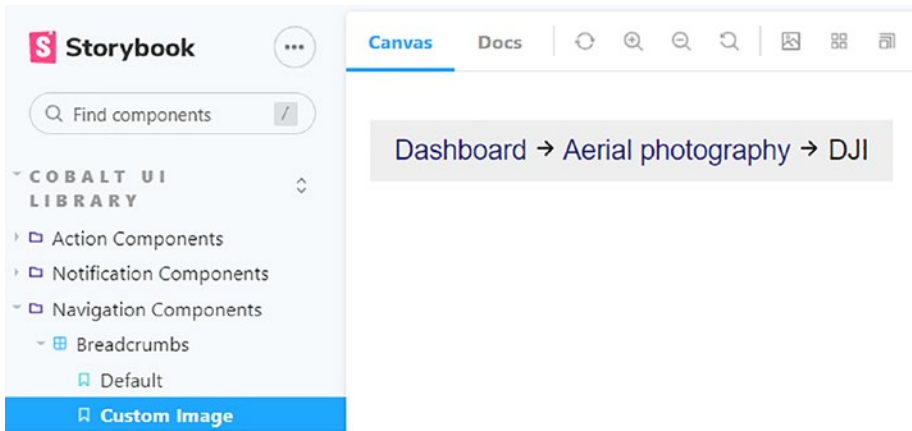 S Storybook
Canvas Docs
Find components /
Dashboard → Aerial photography → DJI
COBALT UI
LIBRARY
Action Components
Notification Components
Navigation Components
Breadcrumbs
Default
Custom Image